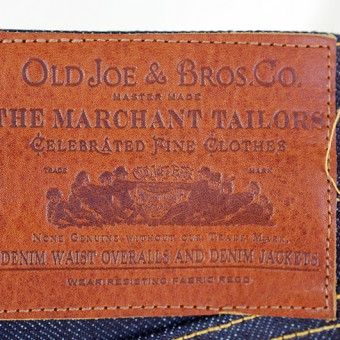 OLD JOE & BROS. CO.
MASTER MADE
THE MARCHANT TAILORS
CELEBRATED FINE CLOTHES
TRADE MARK
NONE GENUINE WITHOUT OUR TRADE MARK.
DENIM WAIST OVERALLS AND DENIM JACKETS
WEAR RESISTING FABRIC REGD